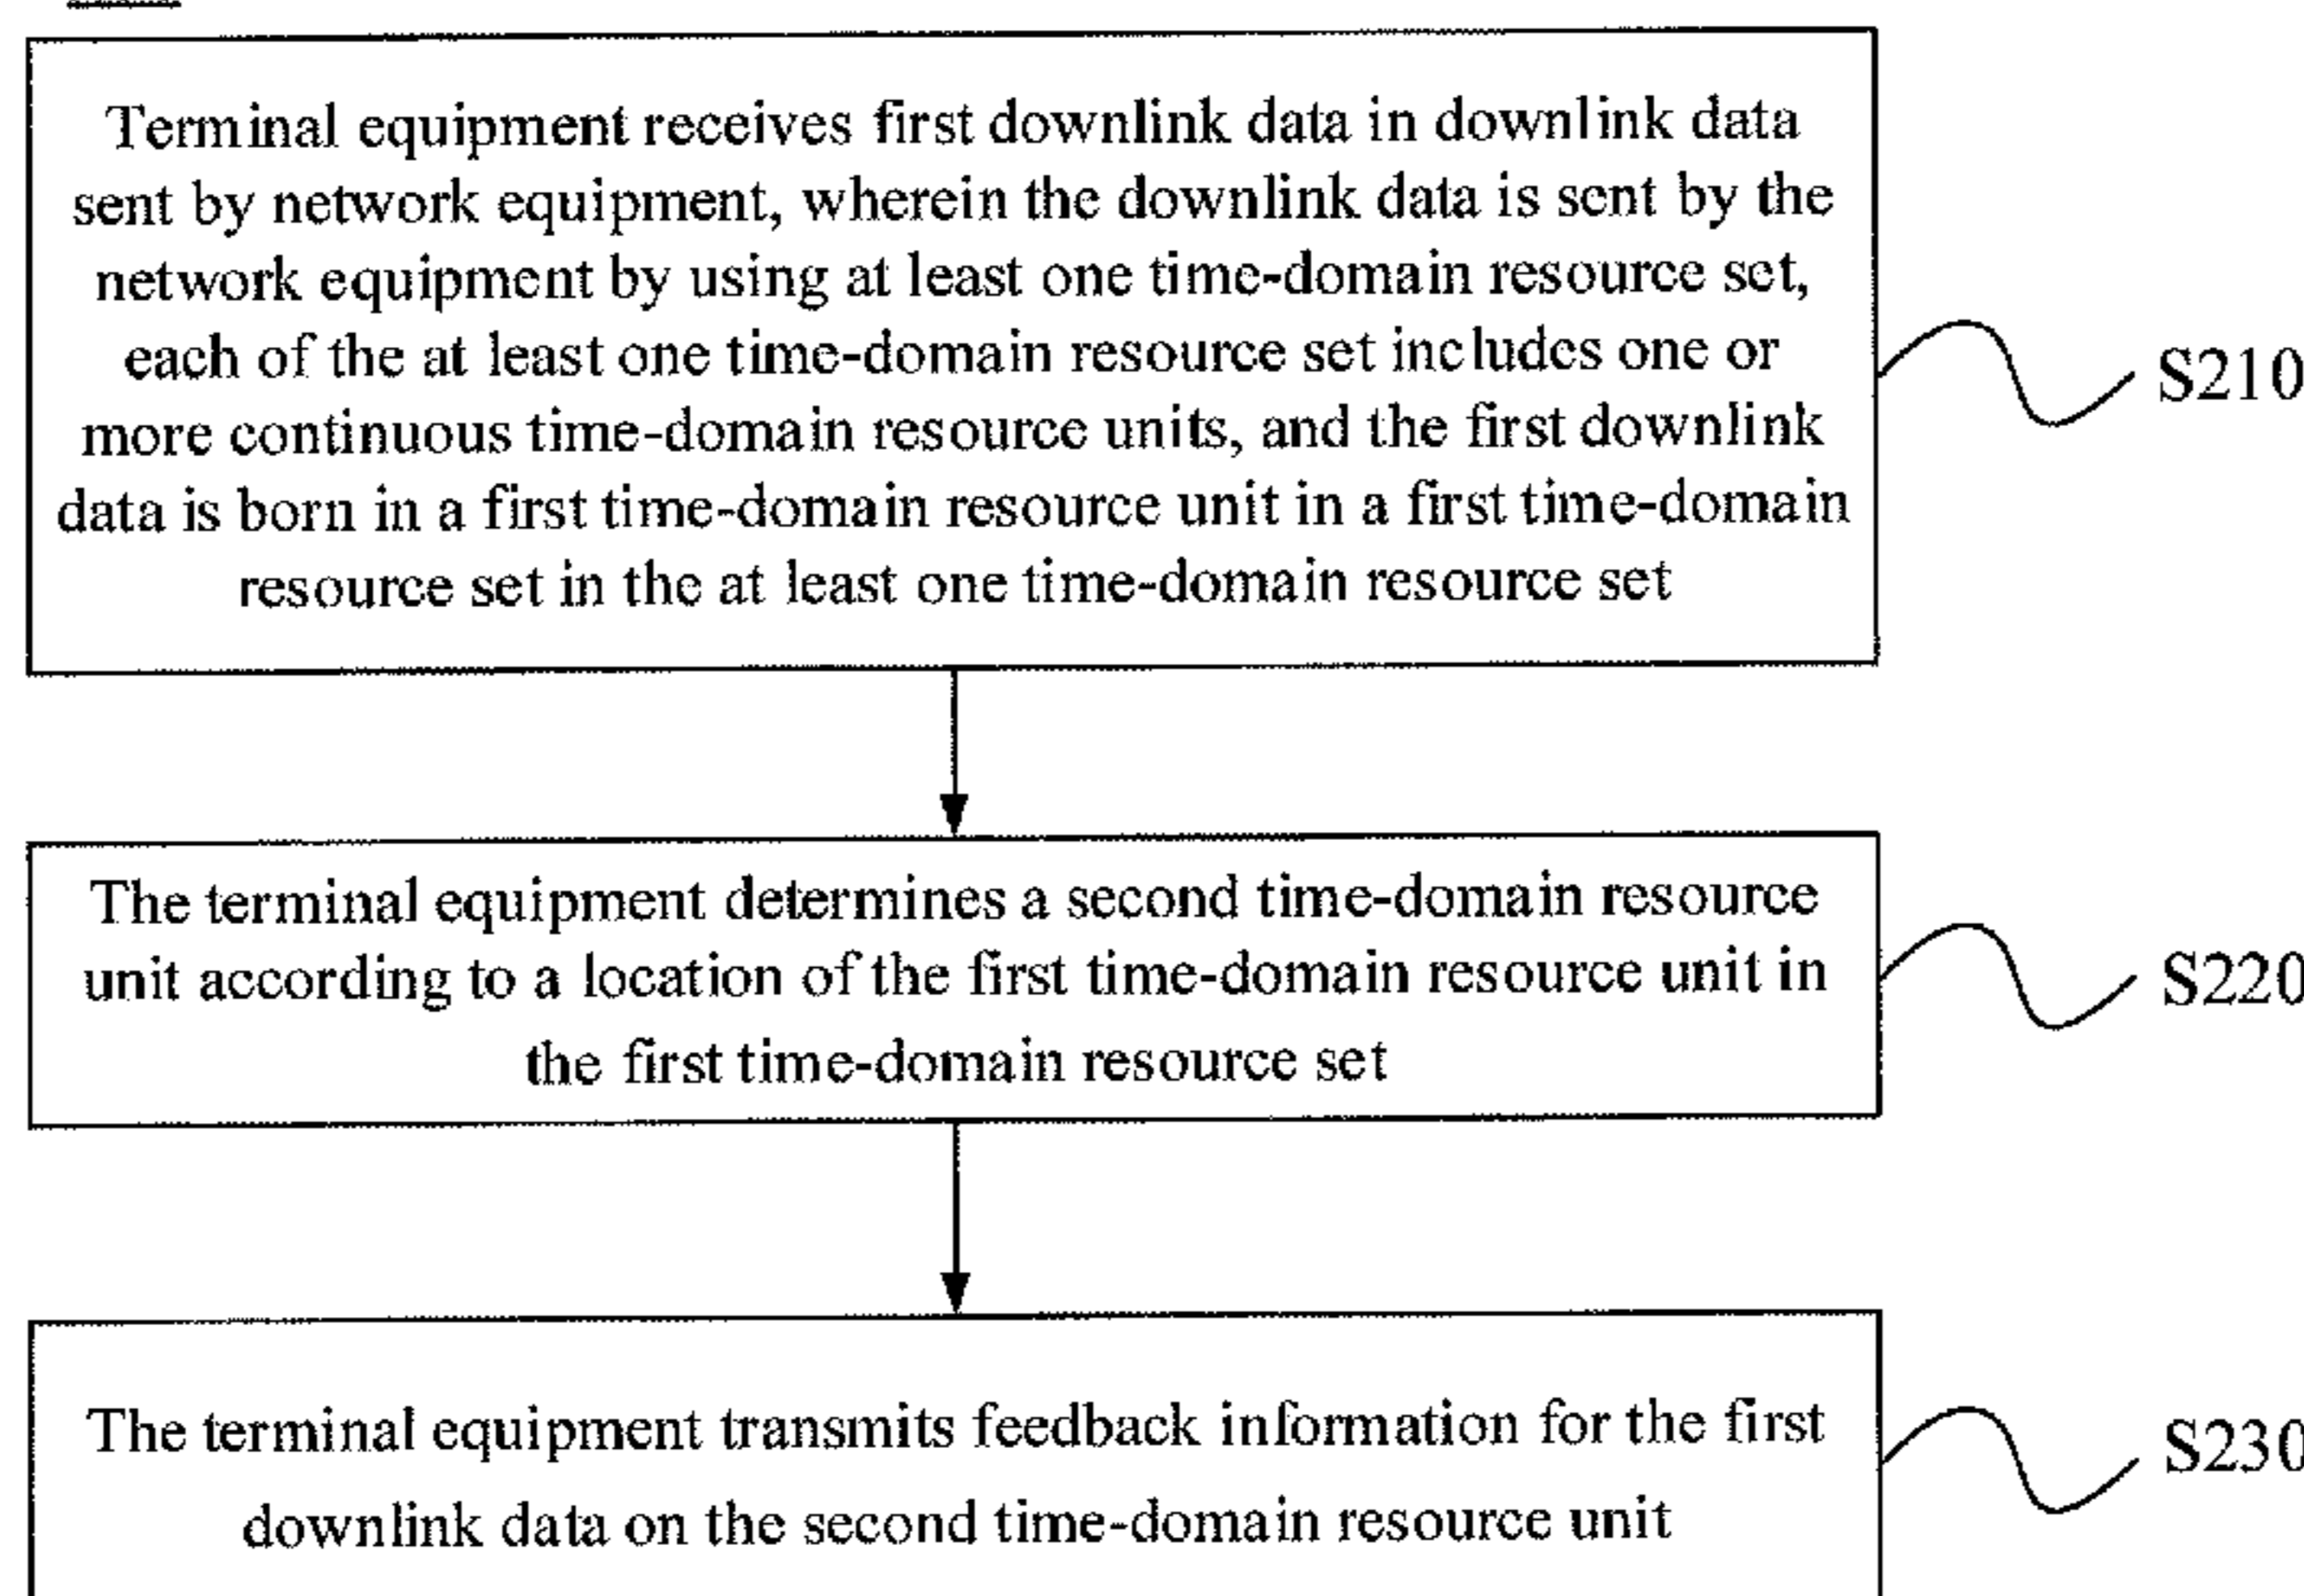 Terminal equipment receives first downlink data in downlink data
sent by network equipment, wherein the downlink data is sent by the
network equipment by using at least one time-domain resource set,
each of the at least one time-domain resource set includes one or
more continuous time-domain resource units, and the first downlink
data is born in a first time-domain resource unit in a first time-domain
resource set in the at least one time-domain resource set
S210
The terminal equipment determines a second time-domain resource
unit according to a location of the first time-domain resource unit in
the first time-domain resource set
S220
The terminal equipment transmits feedback information for the first
downlink data on the second time-domain resource unit
S230